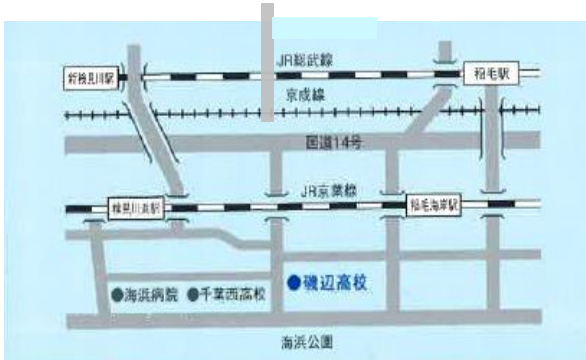 JR総武線
新検見川駅
稲毛駅
京成線
国道14号
JR京葉線
検見川浜駅
稲毛海岸駅
●海浜病院
●千葉西高校
●磯辺高校
海浜公園